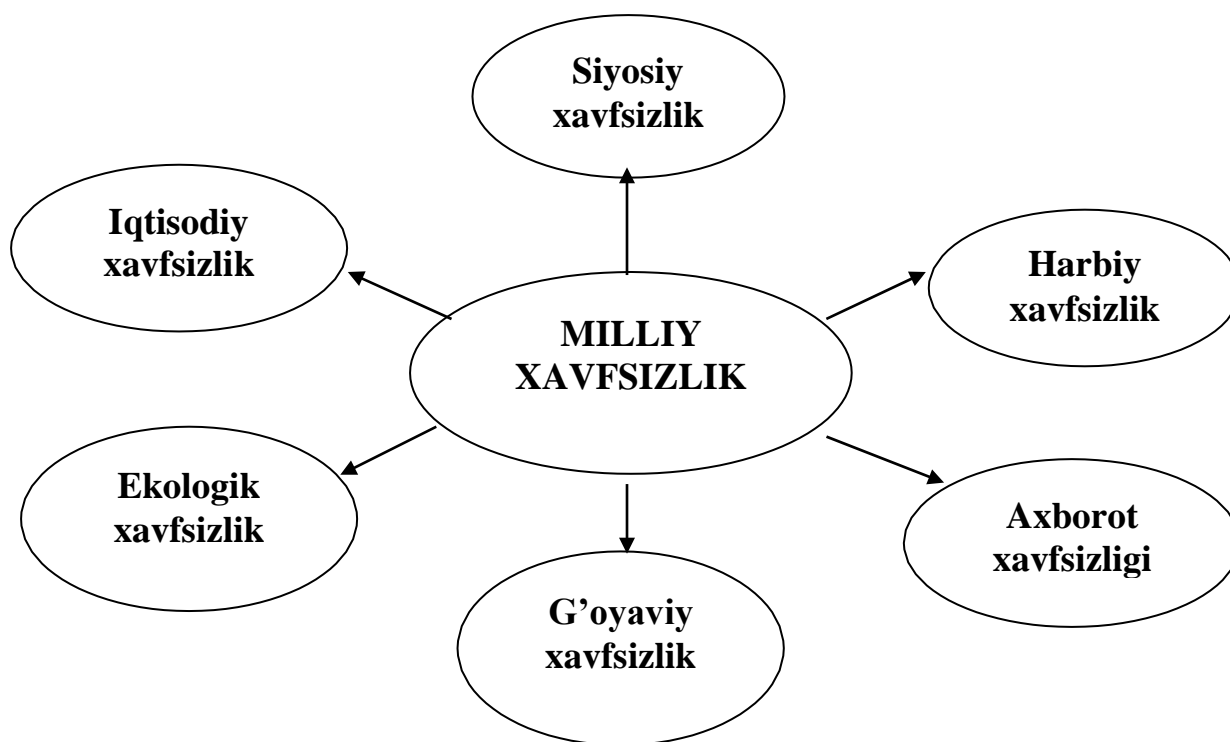 Siyosiy
xavfsizlik
Iqtisodiy
xavfsizlik
Harbiy
xavfsizlik
MILLIY
XAVFSIZLIK
Ekologik
xavfsizlik
Axborot
xavfsizligi
G’oyaviy
xavfsizlik